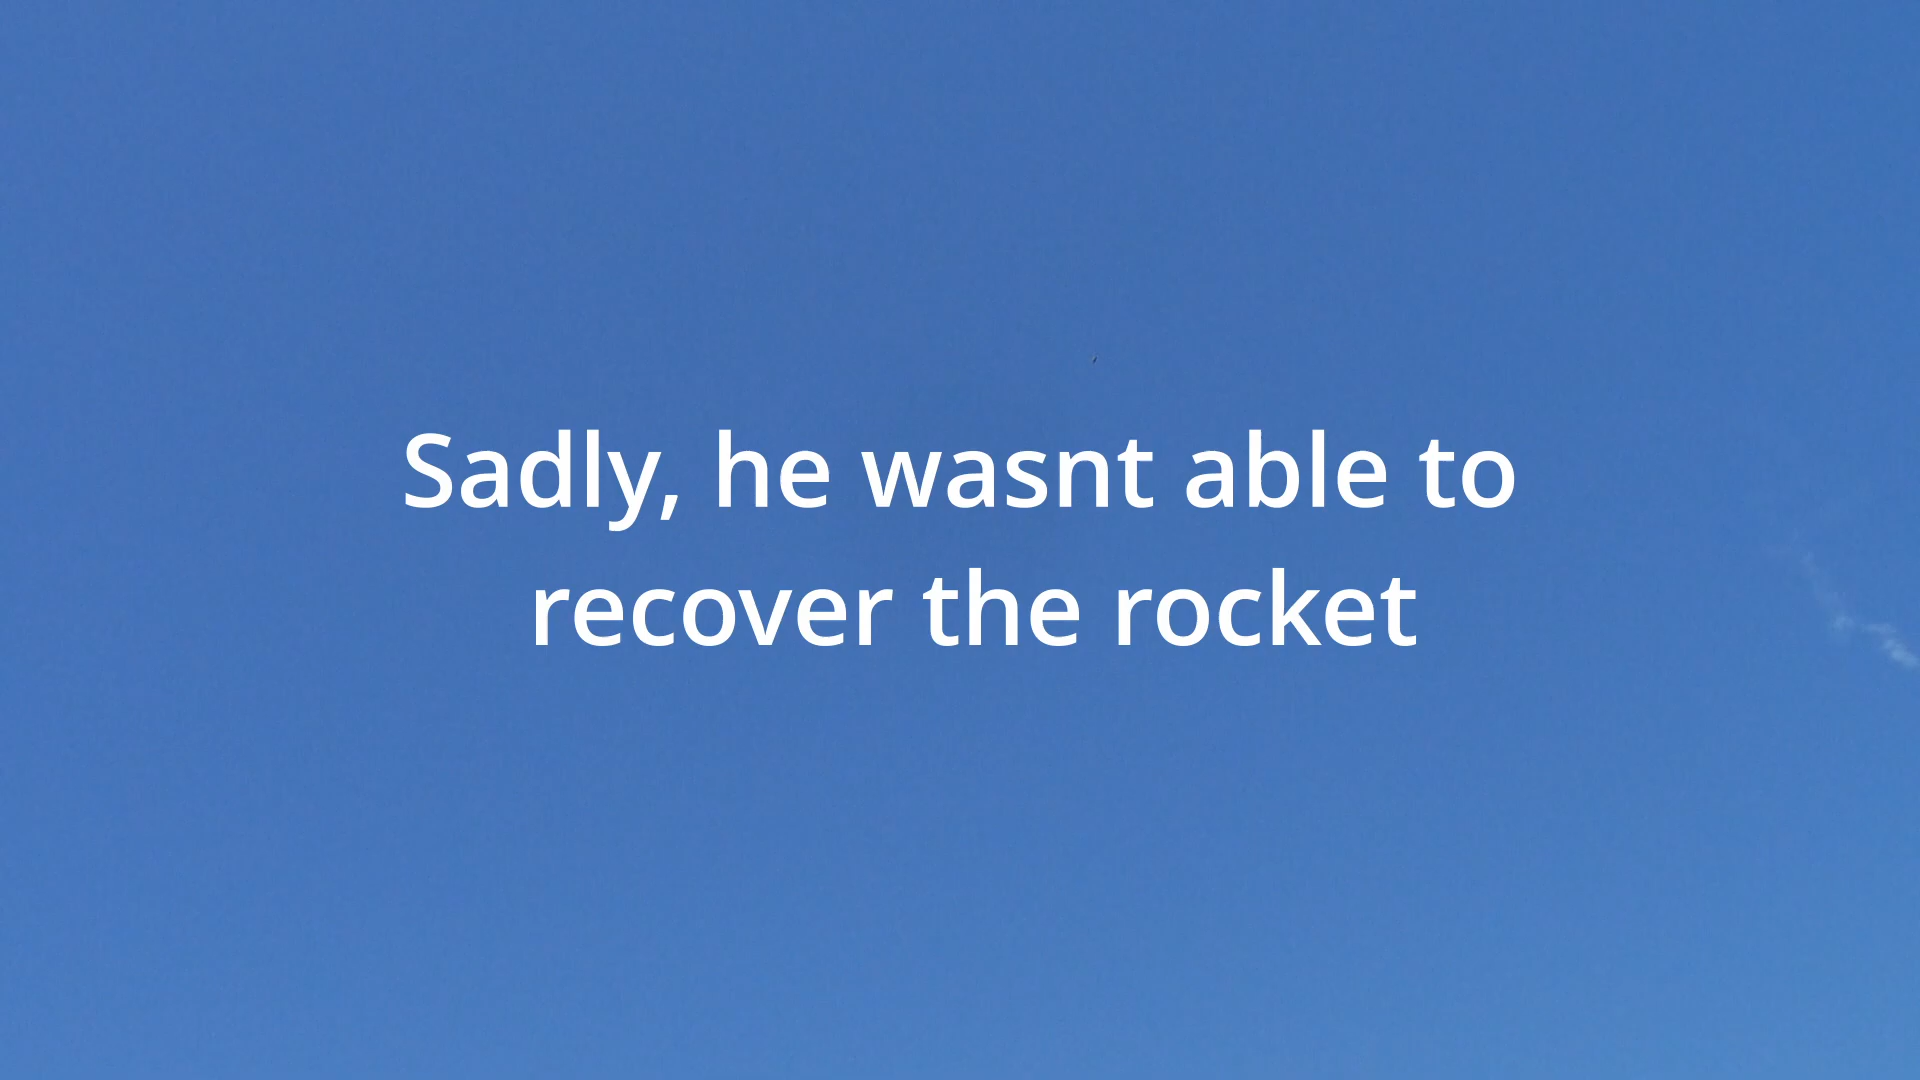 Sadly, he wasnt able to
recover the rocket